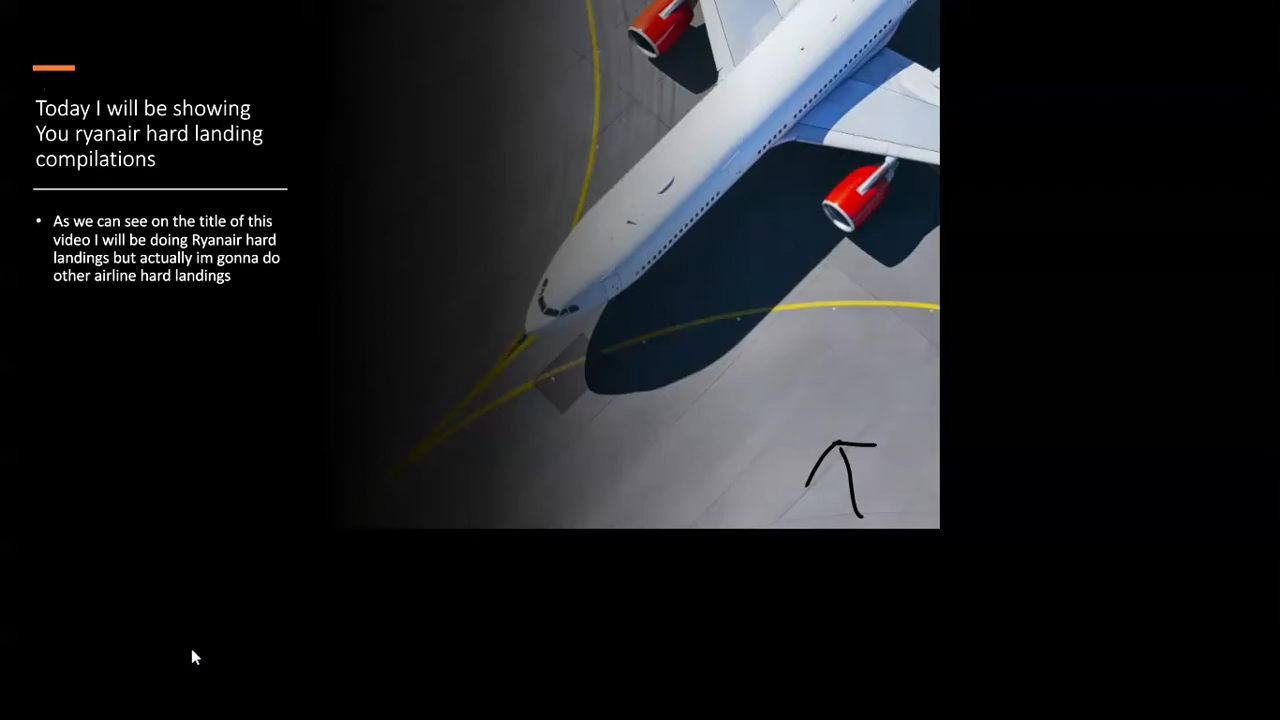 Today I will be showing
You ryanair hard landing
compilations
• As we can see on the title of this
video I will be doing Ryanair hard
landings but actually im gonna do
other airline hard landings